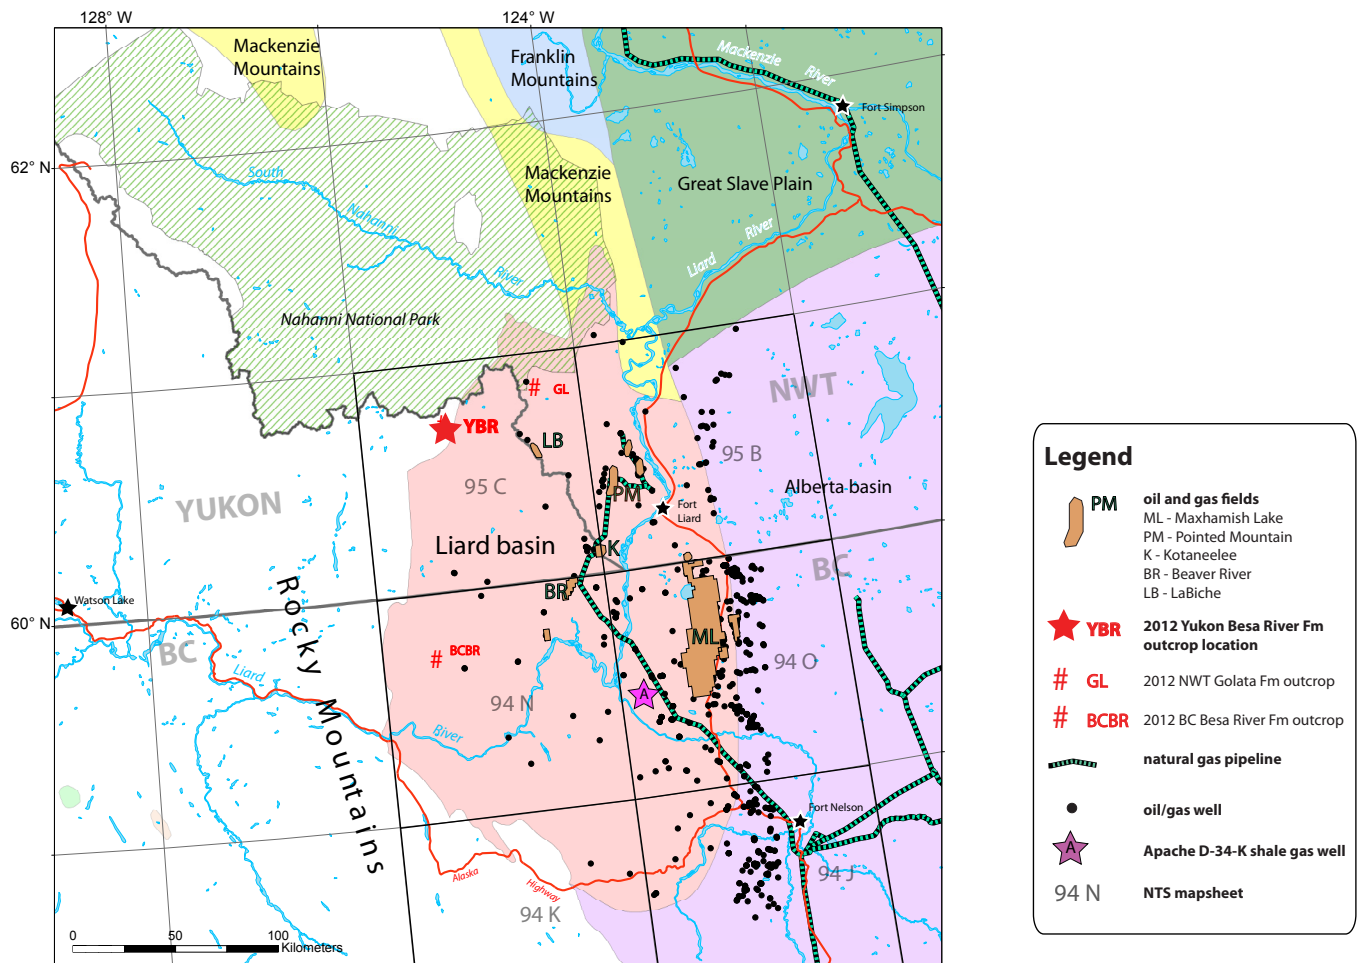 128° W
124° W
Mackenzie
Mountains
Franklin
Mountains
Mackenzie
River
Fort Simpson
62° N
South
Nahanni
River
Mackenzie
Mountains
Great Slave Plain
Liard
River
Nahanni National Park
NWT
GL
YBR
LB
95 C
95 B
PM
Alberta basin
YUKON
Fort
Liard
Liard basin
K
BC
BR
Rocky Mountains
Watson Lake
60° N
ML
BC
BCBR
94 O
Liard
A
94 N
River
Fort Nelson
Alaska
Highway
94 J
94 K
0
50
100
Kilometers
Legend
PM
oil and gas fields
ML - Maxhamish Lake
PM - Pointed Mountain
K - Kotaneelee
BR - Beaver River
LB - LaBiche
YBR
2012 Yukon Besa River Fm
outcrop location
# GL
2012 NWT Golata Fm outcrop
# BCBR
2012 BC Besa River Fm outcrop
natural gas pipeline
oil/gas well
A
Apache D-34-K shale gas well
94 N
NTS mapsheet